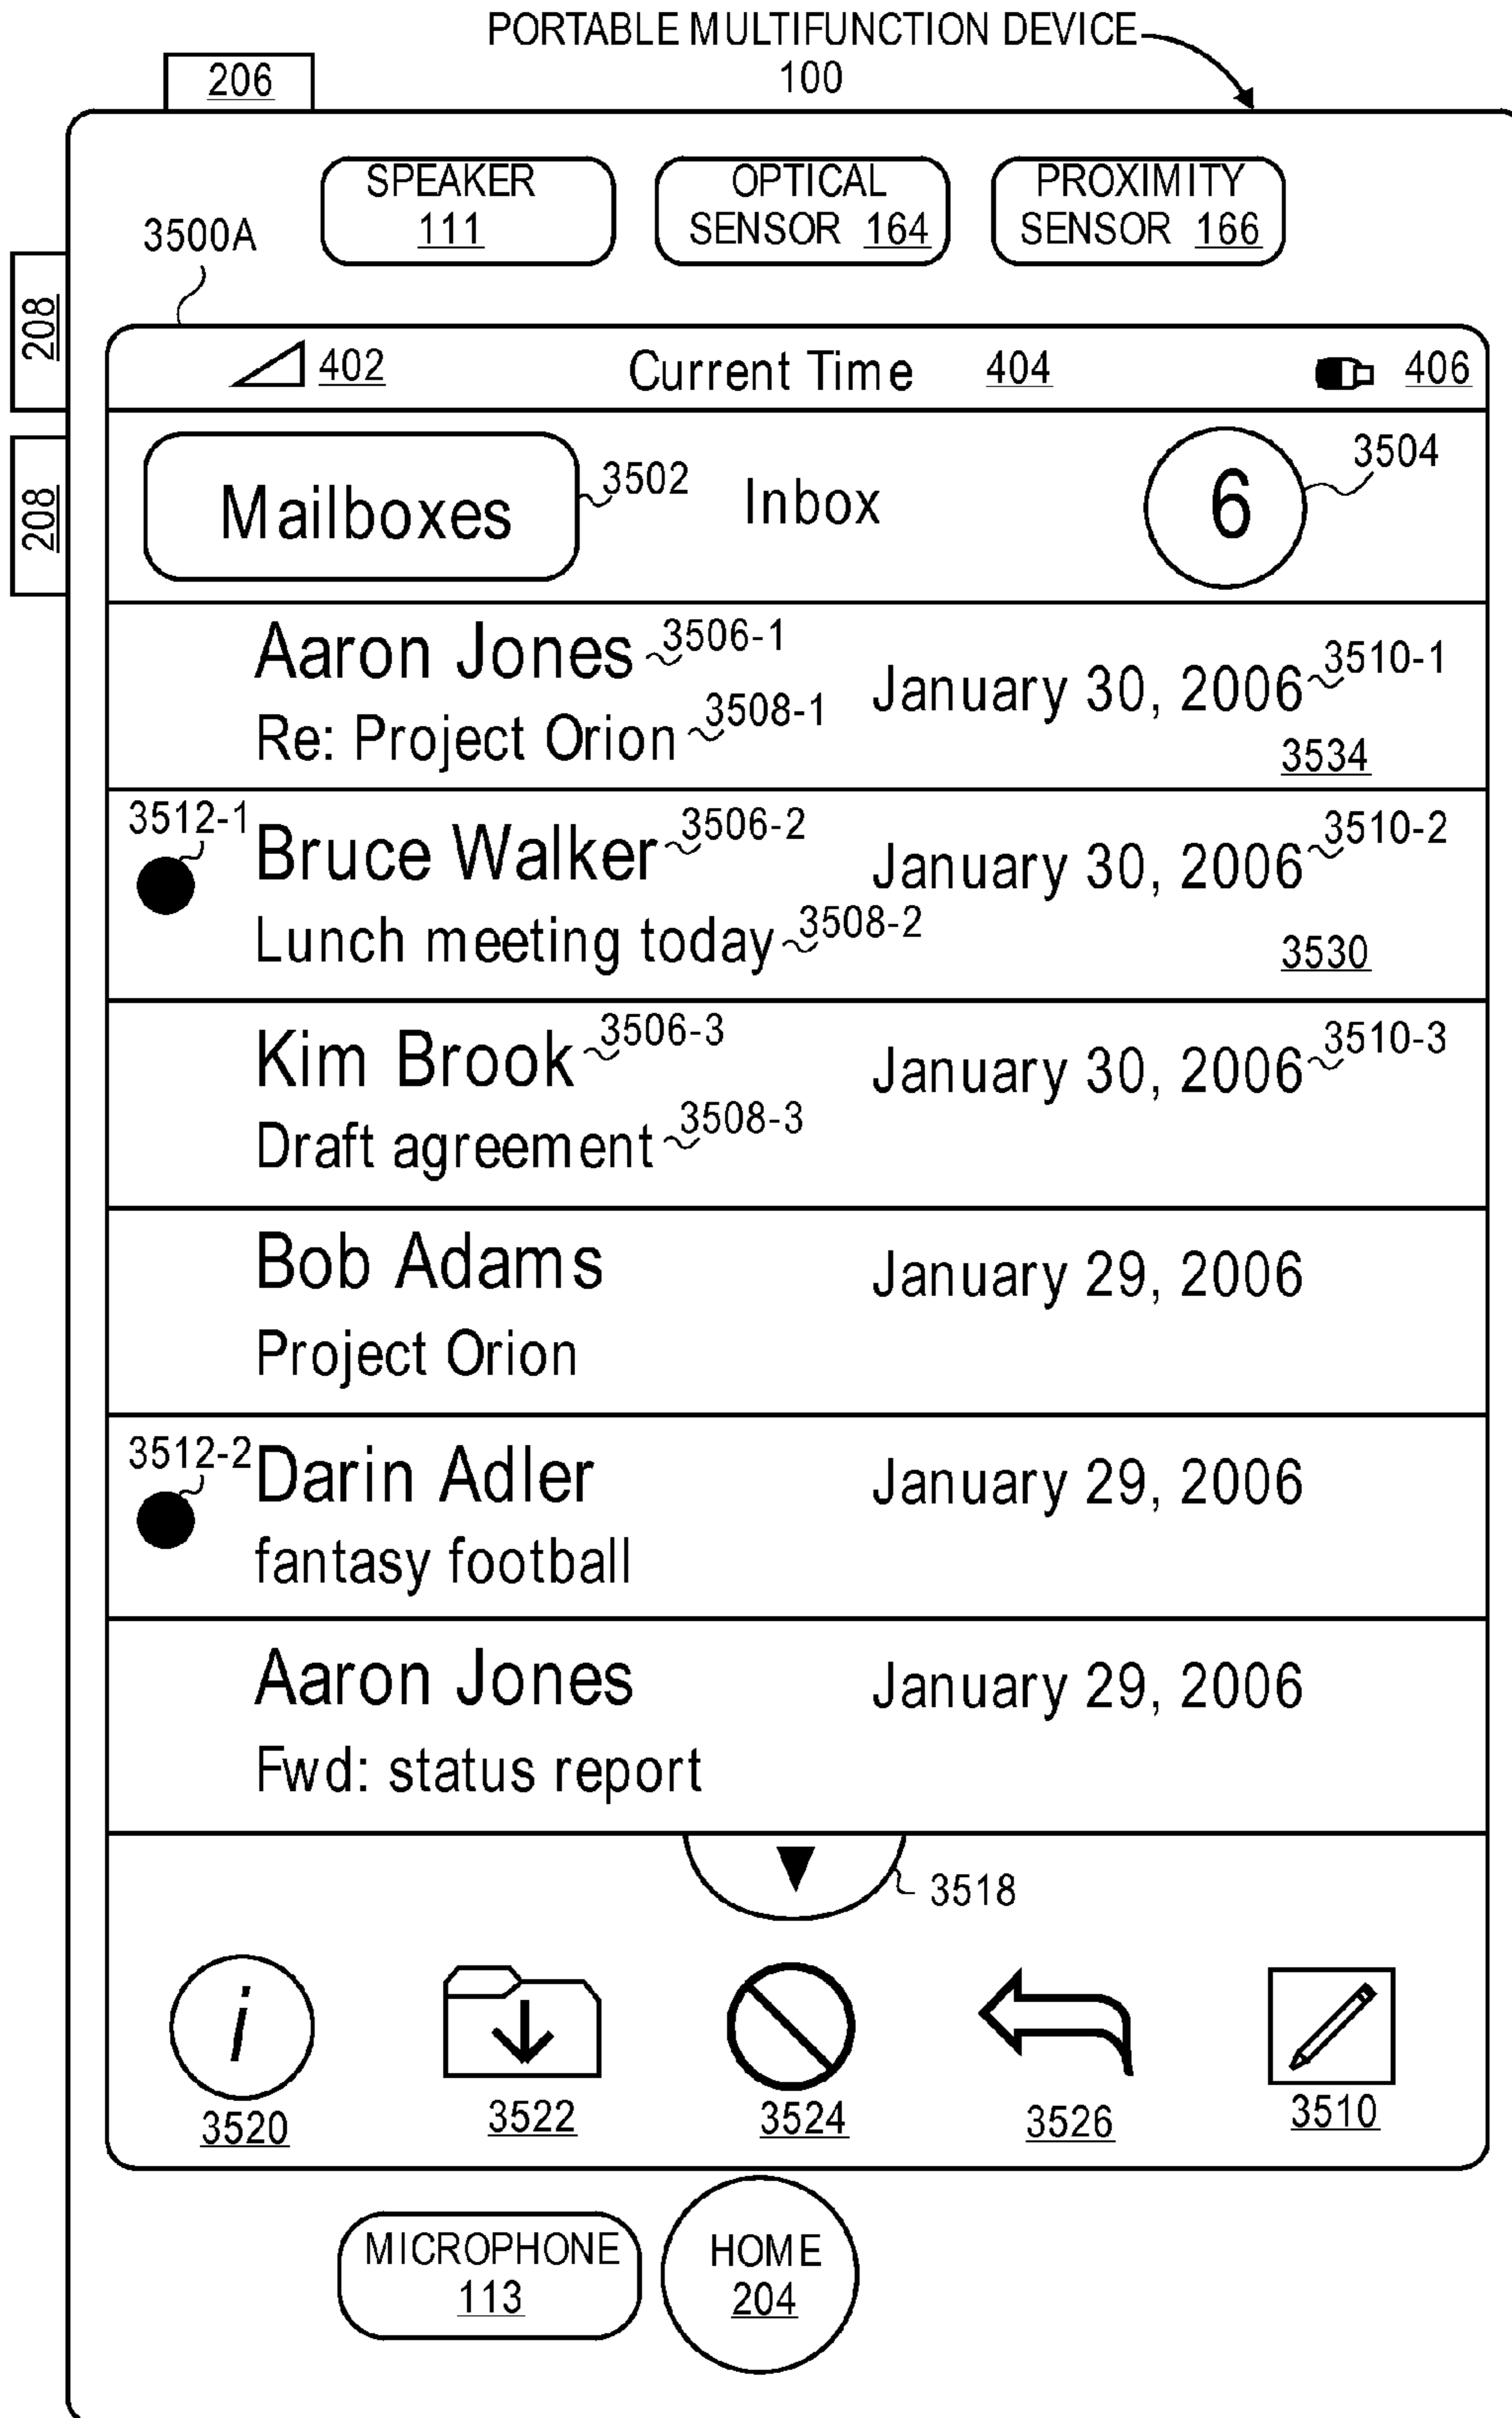 PORTABLE MULTIFUNCTION DEVICE
100
206
SPEAKER
111
OPTICAL
SENSOR 164
PROXIMITY
SENSOR 166
3500A
208
208
402 Current Time 404 406
Mailboxes 3502 Inbox 6 3504
Aaron Jones 3506-1
January 30, 2006 3510-1
Re: Project Orion 3508-1
3534
3512-1
Bruce Walker 3506-2
January 30, 2006 3510-2
Lunch meeting today 3508-2
3530
Kim Brook 3506-3
January 30, 2006 3510-3
Draft agreement 3508-3
Bob Adams January 29, 2006
Project Orion
3512-2
Darin Adler January 29, 2006
fantasy football
Aaron Jones January 29, 2006
Fwd: status report
3518
i
3520 3522 3524 3526 3510
MICROPHONE
113
HOME
204